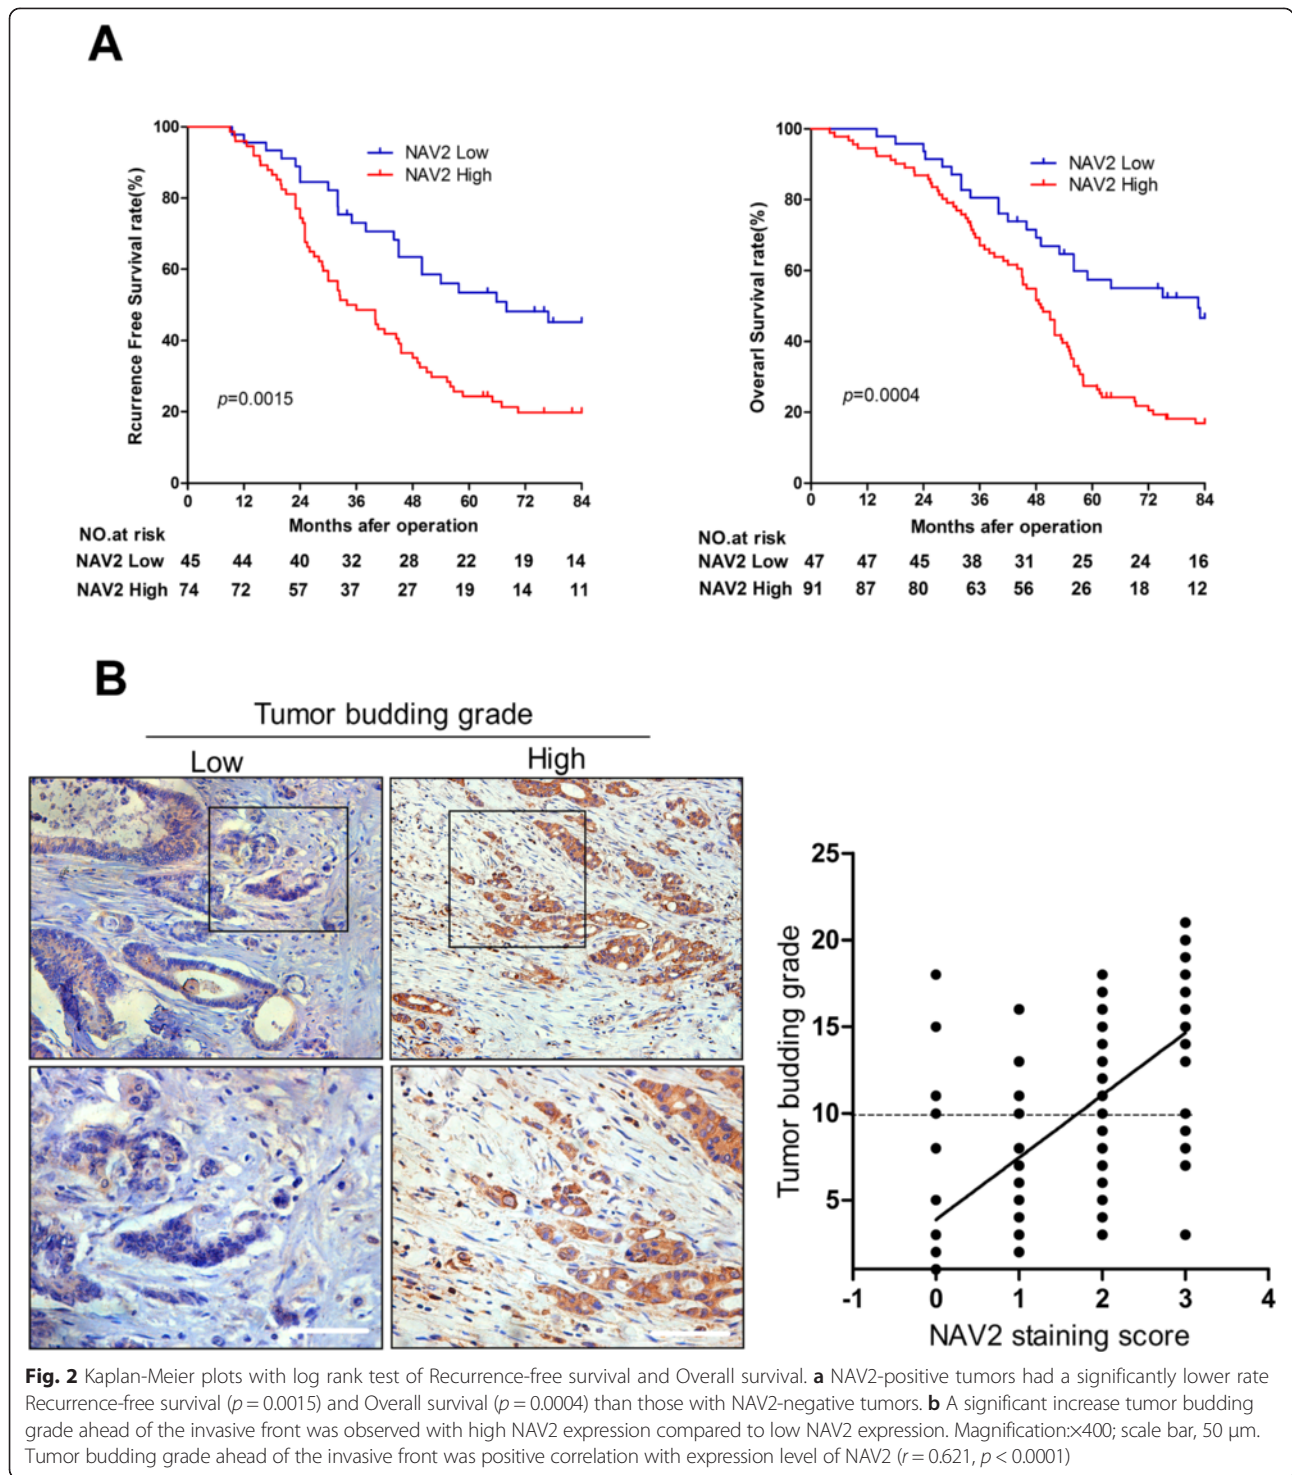 A
100
80
60
40
20
0
Rcurrence Free Survival rate(%)
NAV2 Low
NAV2 High
p=0.0015
0 12 24 36 48 60 72 84
Months afer operation
NO.at risk
NAV2 Low 45 44 40 32 28 22 19 14
NAV2 High 74 72 57 37 27 19 14 11
100
80
60
40
20
0
Overarl Survival rate(%)
NAV2 Low
NAV2 High
p=0.0004
0 12 24 36 48 60 72 84
Months afer operation
NO.at risk
NAV2 Low 47 47 45 38 31 25 24 16
NAV2 High 91 87 80 63 56 26 18 12
B
Tumor budding grade
Low High
25
20
15
10
5
Tumor budding grade
-1 0 1 2 3 4
NAV2 staining score
Fig. 2 Kaplan-Meier plots with log rank test of Recurrence-free survival and Overall survival. a NAV2-positive tumors had a significantly lower rate
Recurrence-free survival (p = 0.0015) and Overall survival (p = 0.0004) than those with NAV2-negative tumors. b A significant increase tumor budding
grade ahead of the invasive front was observed with high NAV2 expression compared to low NAV2 expression. Magnification:×400; scale bar, 50 μm.
Tumor budding grade ahead of the invasive front was positive correlation with expression level of NAV2 (r = 0.621, p < 0.0001)